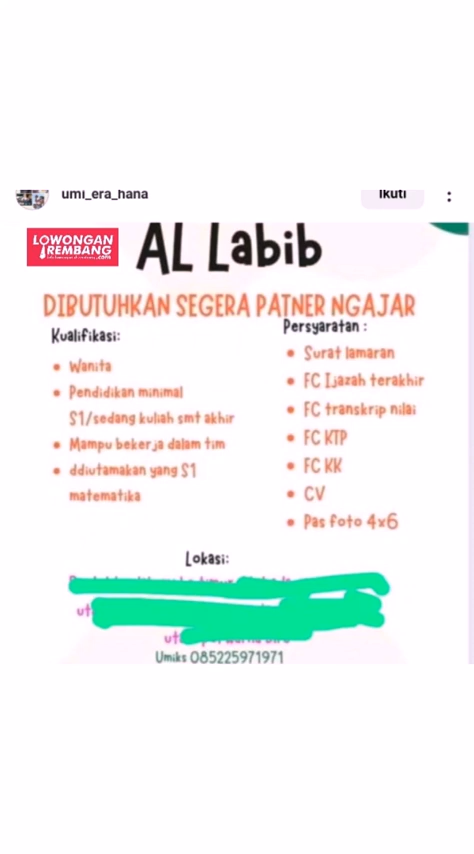 umi_era_hana
Ikuti
LOWONGAN
REMBANG
.com
AL Labib
DIBUTUHKAN SEGERA PATNER NGAJAR
Kualifikasi:
Wanita
Pendidikan minimal
S1/sedang kuliah smt akhir
Mampu bekerja dalam tim
ddiutamakan yang S1
matematika
Persyaratan :
Surat lamaran
FC Ijazah terakhir
FC transkrip nilai
FC KTP
FC KK
CV
Pas foto 4x6
Lokasi:
Umiks 085225971971